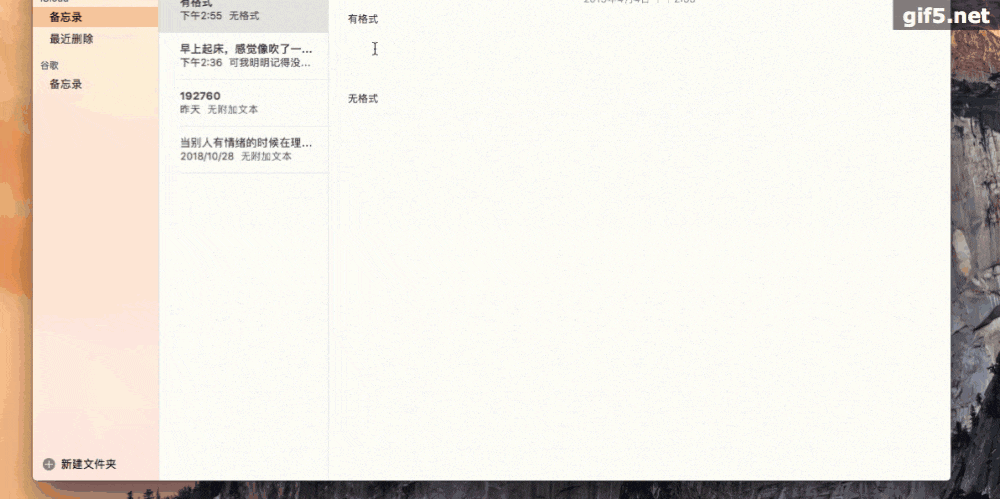 备忘录
最近删除
谷歌
备忘录
新建文件夹
有格式
下午2:55 无格式
早上起床，感觉像吹了一...
下午2:36 可我明明记得没...
192760
昨天 无附加文本
当别人有情绪的时候在理...
2018/10/28 无附加文本
有格式
无格式
gif5.net